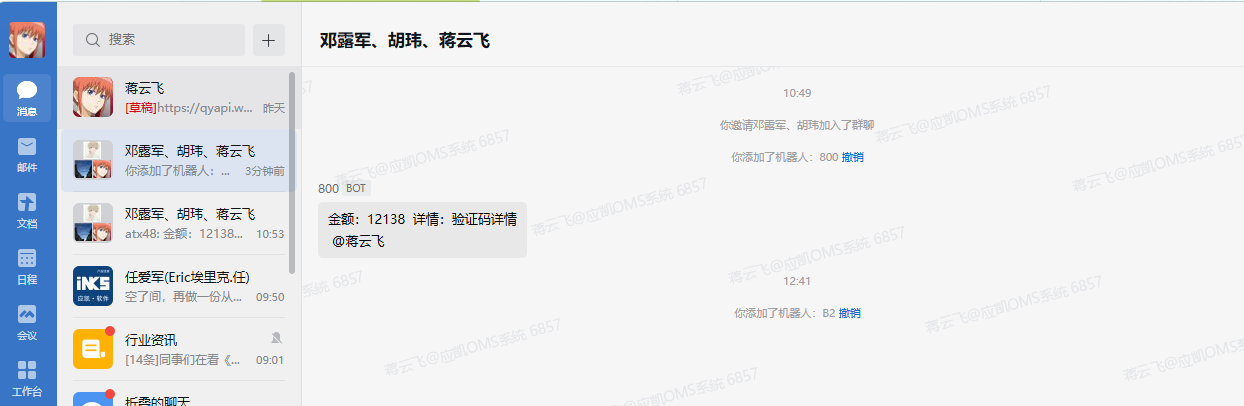 搜索
消息
邮件
文档
日程
会议
工作台
蒋云飞
[草稿]https://qyapi.w... 昨天
邓露军、胡玮、蒋云飞
你添加了机器人：... 3分钟前
邓露军、胡玮、蒋云飞
atx48: 金额：12138... 10:53
任爱军(Eric埃里克.任)
空了间，再做一份从... 09:50
INKS
应凯·软件
行业资讯
[14条]同事们在看《... 09:01
折叠的聊天
邓露军、胡玮、蒋云飞
10:49
你邀请邓露军、胡玮加入了群聊
你添加了机器人：800 撤销
800 BOT
金额：12138 详情：验证码详情
@蒋云飞
12:41
你添加了机器人：B2 撤销
蒋云飞@应凯OMS系统 6857